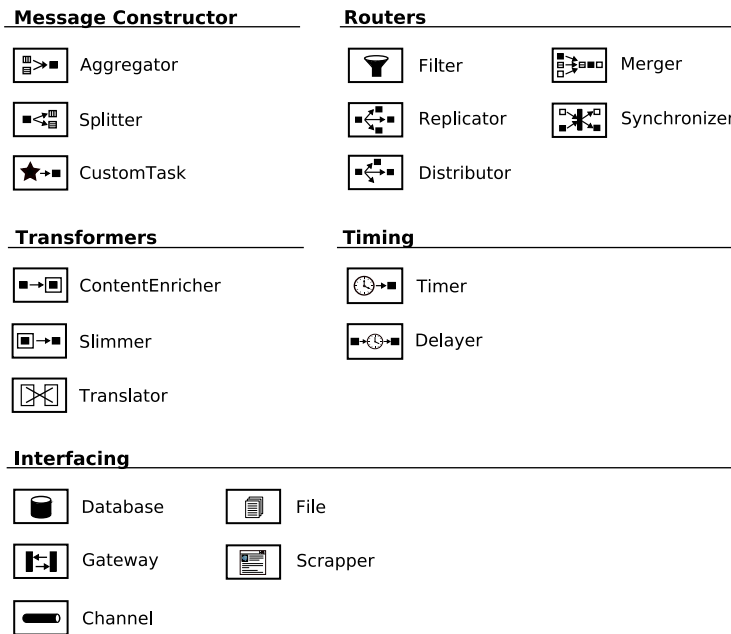 Message Constructor
Aggregator
Splitter
CustomTask
Routers
Filter
Replicator
Distributor
Merger
Synchronizer
Transformers
ContentEnricher
Slimmer
Translator
Timing
Timer
Delayer
Interfacing
Database
Gateway
Channel
File
Scrapper